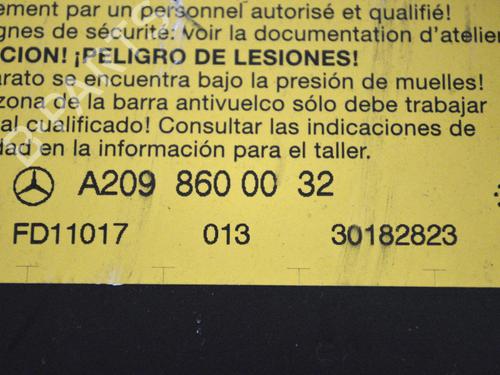 ement par un personnel autorisé et qualifié!
gnes de sécurité: Voir la documentation d'atelier
CION! ¡PELIGRO DE LESIONES!
arato se encuentra bajo la presión de muelles!
zona de la barra antivuelco sólo debe trabajar
al cualificado! Consultar las indicaciones de
dad en la información para el taller.
A209 860 00 32
FD11017 013 30182823